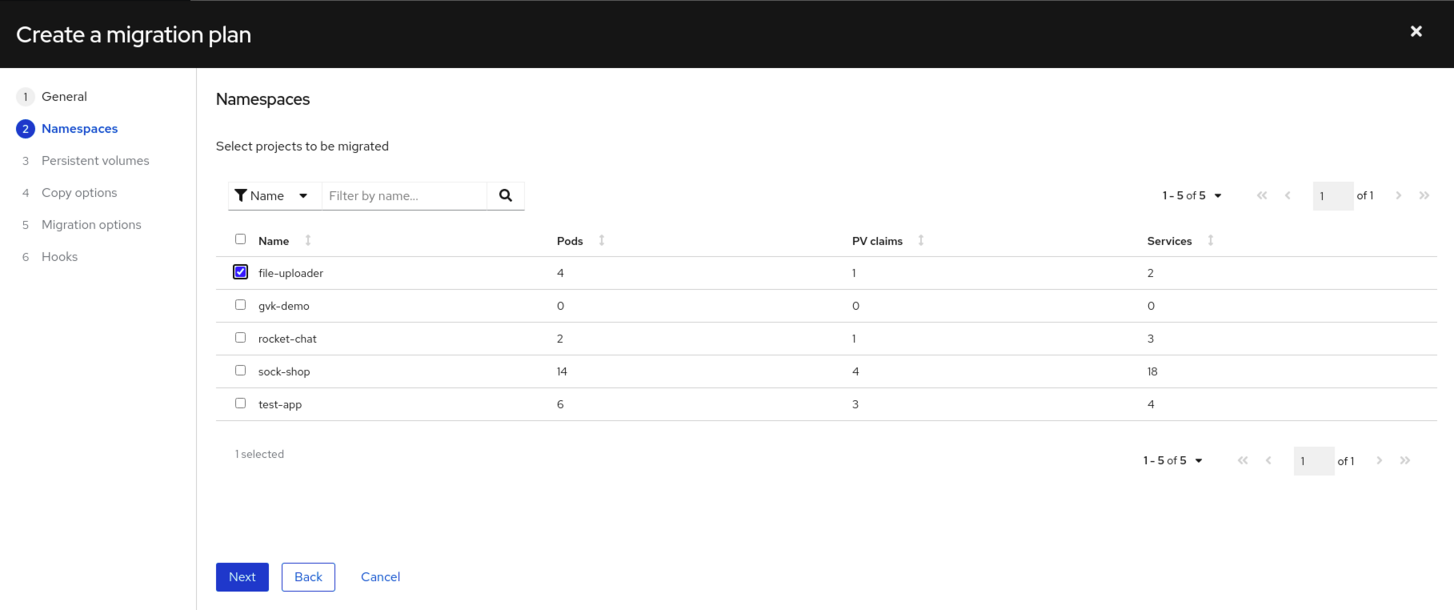 Create a migration plan
1 General
2 Namespaces
3 Persistent volumes
4 Copy options
5 Migration options
6 Hooks
Namespaces
Select projects to be migrated
Name Filter by name... 1 - 5 of 5 1 of 1
Name Pods PV claims Services
file-uploader 4 1 2
gvk-demo 0 0 0
rocket-chat 2 1 3
sock-shop 14 4 18
test-app 6 3 4
1 selected 1 - 5 of 5 1 of 1
Next Back Cancel